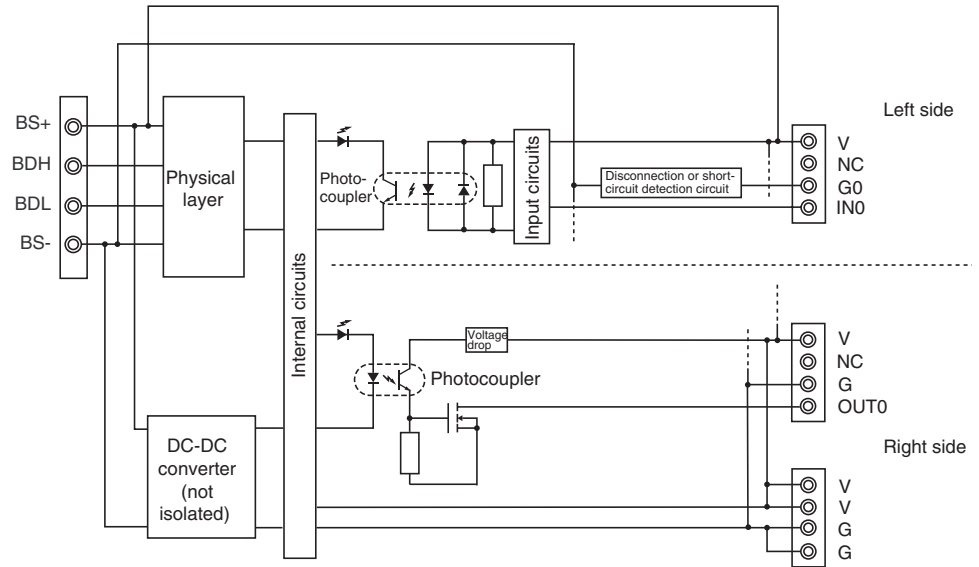 Left side
BS+
BDH
BDL
BS-
Physical
layer
Photo-
coupler
Input circuits
Disconnection or short-
circuit detection circuit
V
NC
G0
IN0
Internal circuits
Voltage
drop
Photocoupler
V
NC
G
OUT0
DC-DC
converter
(not
isolated)
Right side
V
V
G
G